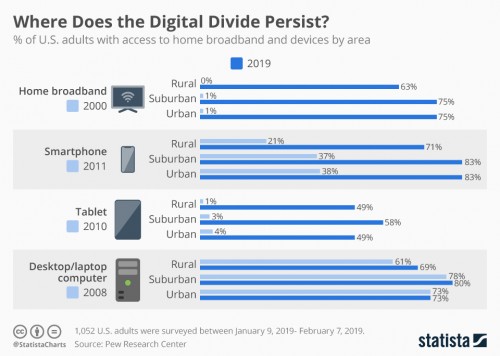 Where Does the Digital Divide Persist?
% of U.S. adults with access to home broadband and devices by area
2019
Home broadband
2000
Rural 0% 63%
Suburban 1% 75%
Urban 1% 75%
Smartphone
2011
Rural 21% 71%
Suburban 37% 83%
Urban 38% 83%
Tablet
2010
Rural 1% 49%
Suburban 3% 58%
Urban 4% 49%
Desktop/laptop
computer
2008
Rural 61% 69%
Suburban 78% 80%
Urban 73% 73%
cc
@StatistaCharts
1,052 U.S. adults were surveyed between January 9, 2019- February 7, 2019.
Source: Pew Research Center
statista